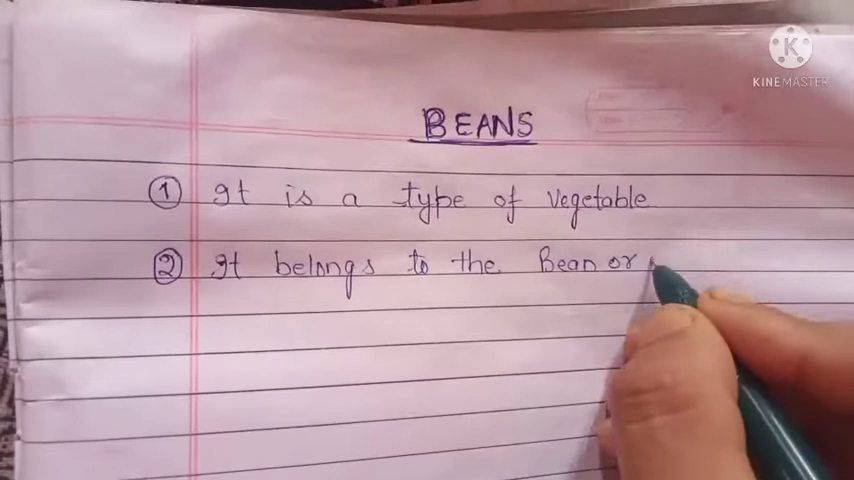 KINEMASTER
BEANS
1 It is a type of vegetable
2 It belongs to the Bean or